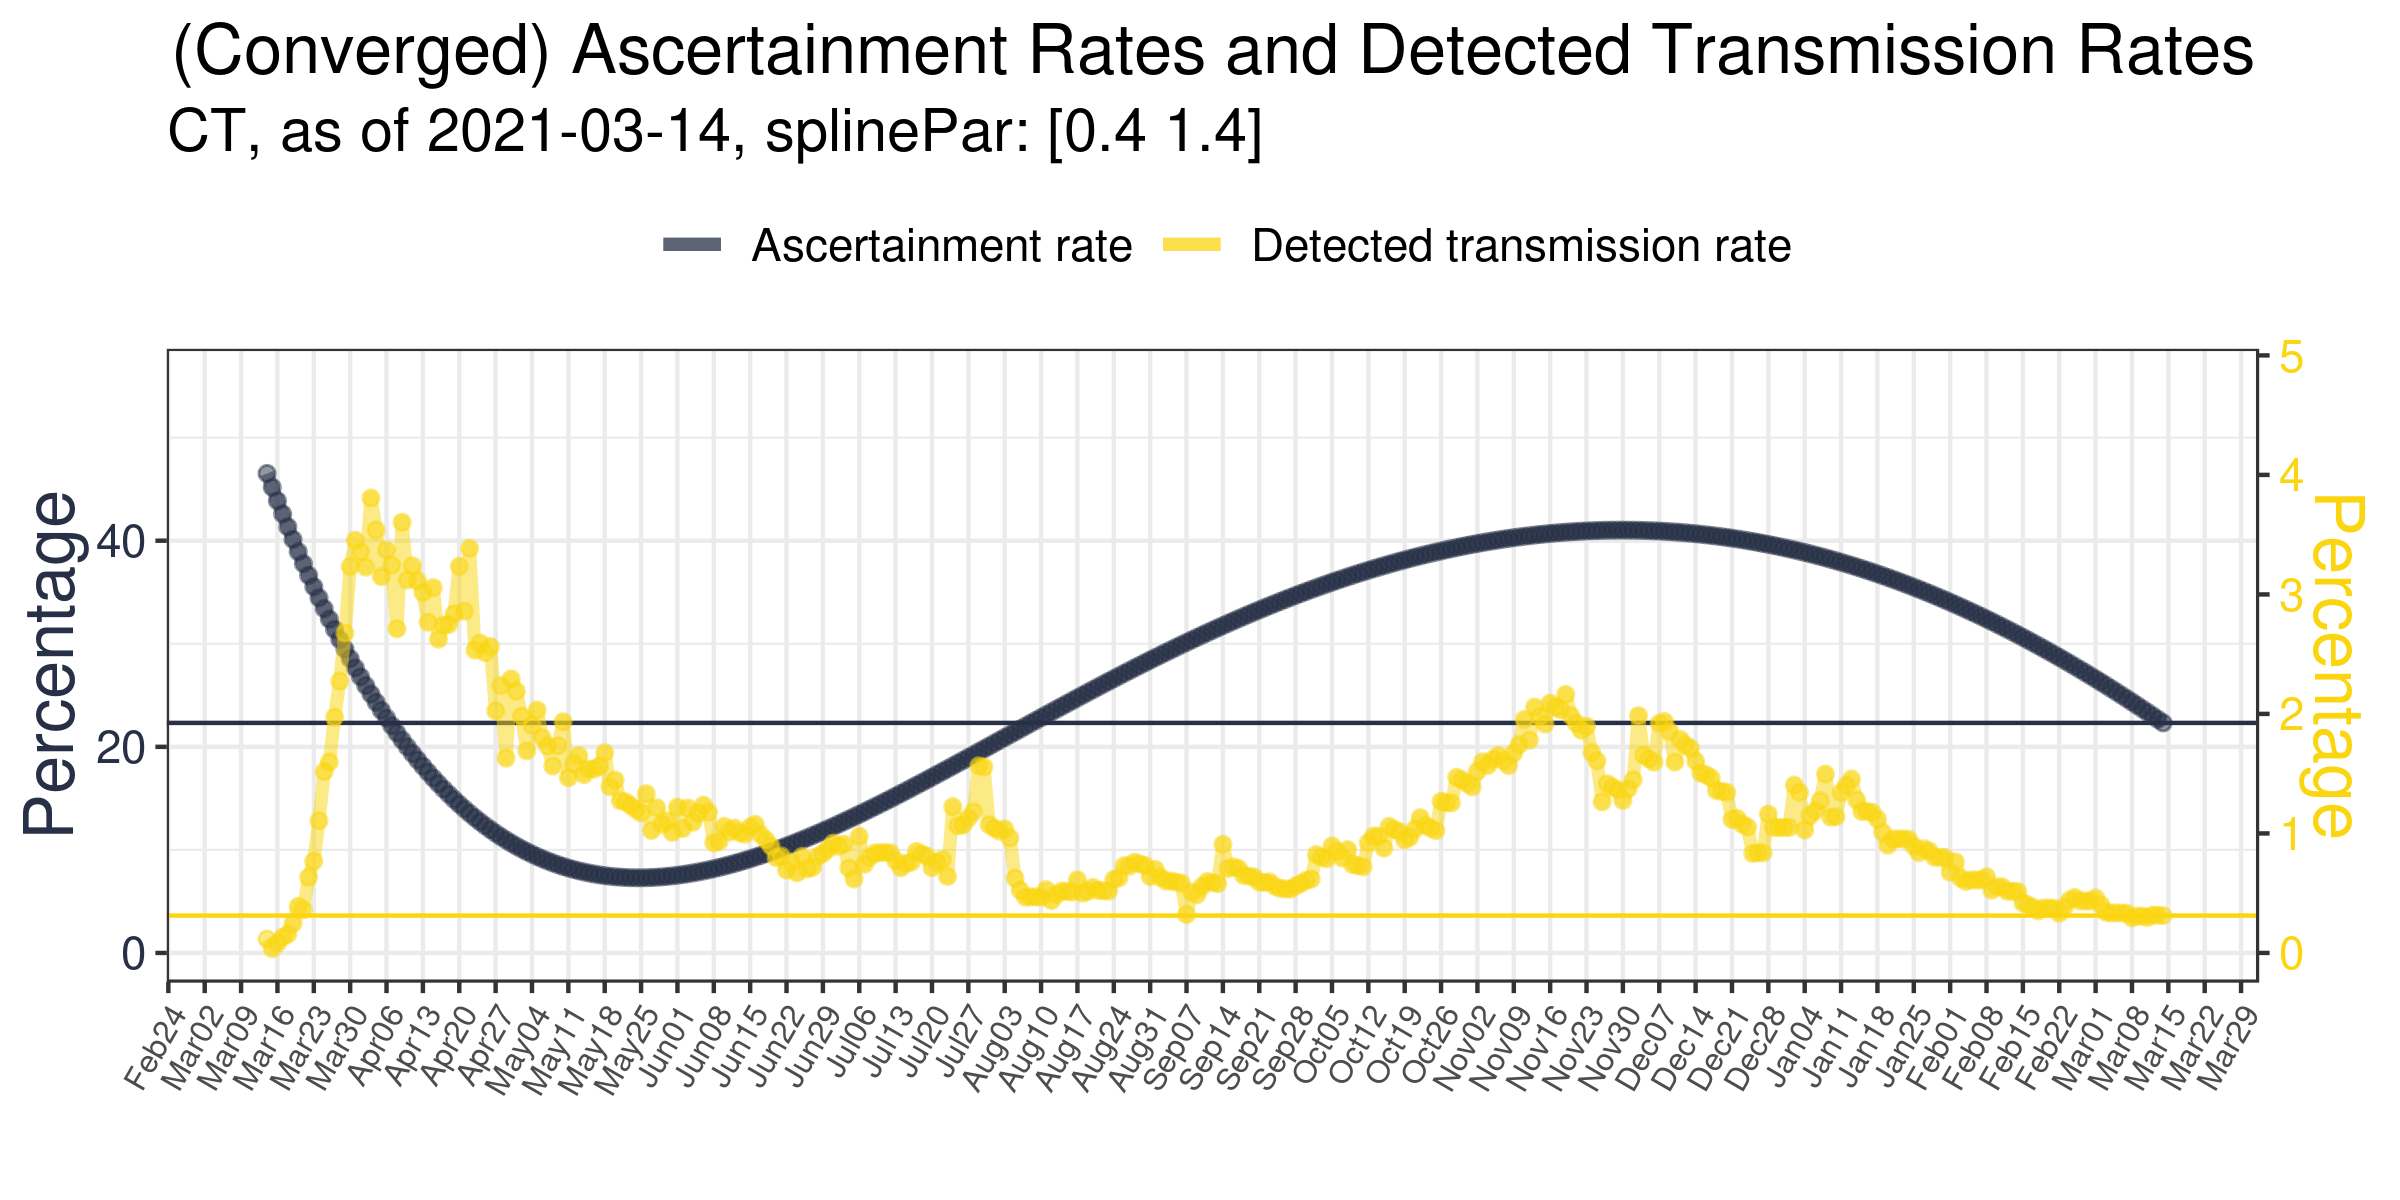 (Converged) Ascertainment Rates and Detected Transmission Rates
CT, as of 2021-03-14, splinePar: [0.4 1.4]
Ascertainment rate Detected transmission rate
Percentage
40
20
0
5
4
3
2
1
0
Percentage
Feb24 Mar02 Mar09 Mar16 Mar23 Mar30 Apr06 Apr13 Apr20 Apr27 May04 May11 May18 May25 Jun01 Jun08 Jun15 Jun22 Jun29 Jul06 Jul13 Jul20 Jul27 Aug03 Aug10 Aug17 Aug24 Aug31 Sep07 Sep14 Sep21 Sep28 Oct05 Oct12 Oct19 Oct26 Nov02 Nov09 Nov16 Nov23 Nov30 Dec07 Dec14 Dec21 Dec28 Jan04 Jan11 Jan18 Jan25 Feb01 Feb08 Feb15 Feb22 Mar01 Mar08 Mar15 Mar22 Mar29